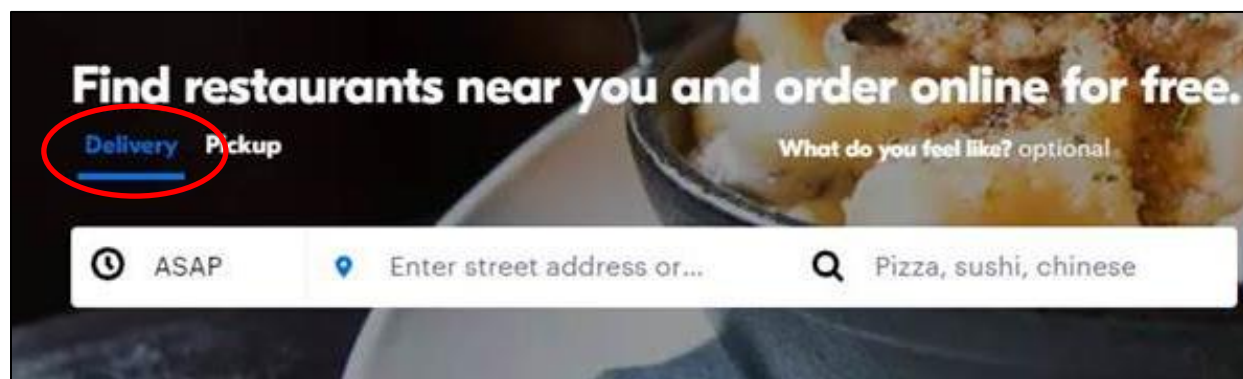 Find restaurants near you and order online for free.
Delivery Pickup What do you feel like? optional
ASAP Enter street address or... Pizza, sushi, chinese